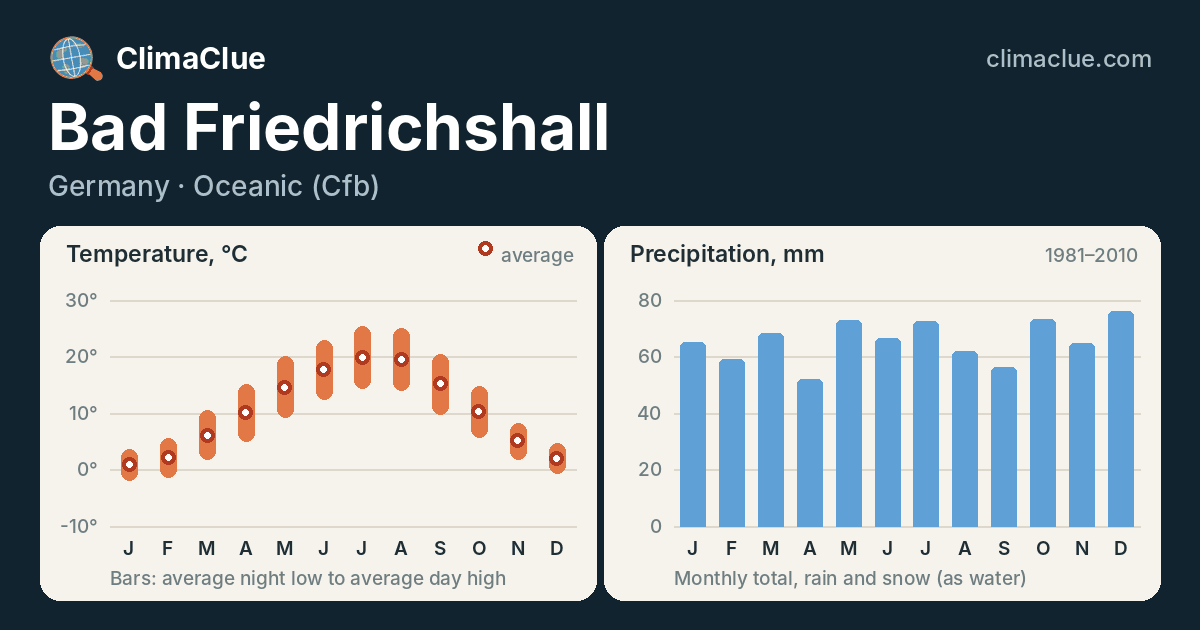 ClimaClue
climaclue.com
Bad Friedrichshall
Germany · Oceanic (Cfb)
Temperature, °C
average
30°
20°
10°
0°
-10°
J F M A M J J A S O N D
Bars: average night low to average day high
Precipitation, mm
1981–2010
80
60
40
20
0
J F M A M J J A S O N D
Monthly total, rain and snow (as water)